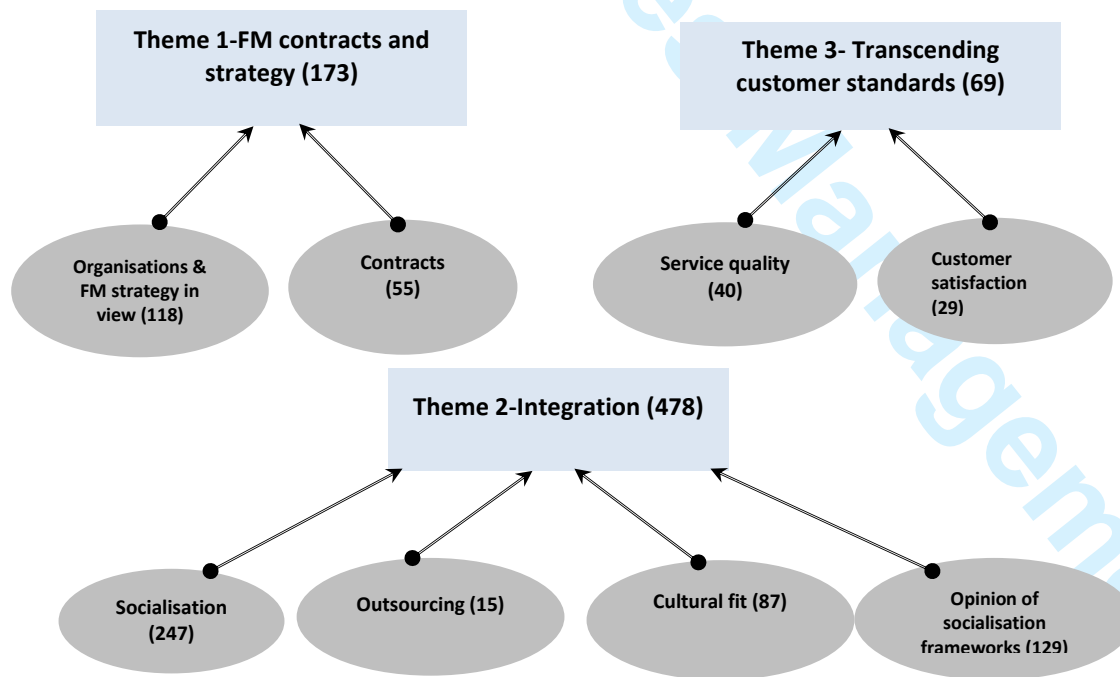 Theme 1-FM contracts and
strategy (173)
Theme 3- Transcending
customer standards (69)
Organisations &
FM strategy in
view (118)
Contracts
(55)
Service quality
(40)
Customer
satisfaction
(29)
Theme 2-Integration (478)
Socialisation
(247)
Outsourcing (15)
Cultural fit (87)
Opinion of
socialisation
frameworks (129)